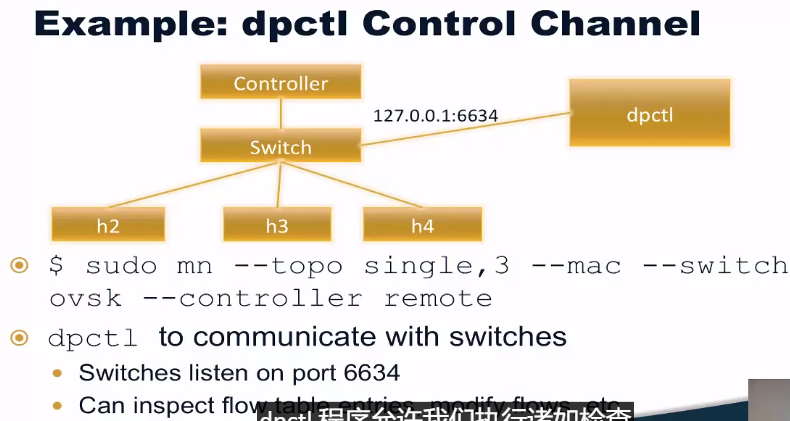 Example: dpctl Control Channel
Controller
127.0.0.1:6634
dpctl
Switch
h2
h3
h4
$ sudo mn --topo single,3 --mac --switch
ovsk --controller remote
dpctl to communicate with switches
Switches listen on port 6634
Can inspect flow table entries, modify flows, etc
dpctl 程序允许我们执行诸如检查